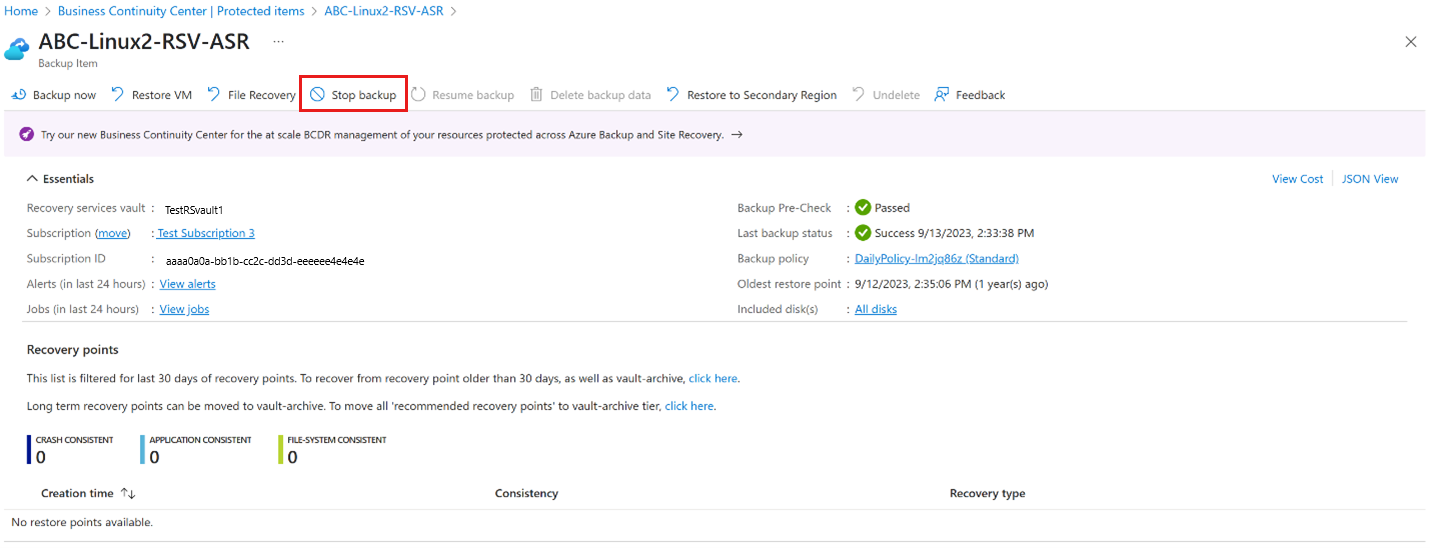 Home > Business Continuity Center | Protected items > ABC-Linux2-RSV-ASR >
ABC-Linux2-RSV-ASR ...
Backup Item
Backup now Restore VM File Recovery Stop backup Resume backup Delete backup data Restore to Secondary Region Undelete Feedback
Try our new Business Continuity Center for the at scale BCDR management of your resources protected across Azure Backup and Site Recovery. →
Essentials View Cost JSON View
Recovery services vault : TestRSvault1 Backup Pre-Check : Passed
Subscription (move) : Test Subscription 3 Last backup status : Success 9/13/2023, 2:33:38 PM
Subscription ID : aaaa0a0a-bb1b-cc2c-dd3d-eeeeee4e4e4e Backup policy : DailyPolicy-lm2jq86z (Standard)
Alerts (in last 24 hours) : View alerts Oldest restore point : 9/12/2023, 2:35:06 PM (1 year(s) ago)
Jobs (in last 24 hours) : View jobs Included disk(s) : All disks
Recovery points
This list is filtered for last 30 days of recovery points. To recover from recovery point older than 30 days, as well as vault-archive, click here.
Long term recovery points can be moved to vault-archive. To move all 'recommended recovery points' to vault-archive tier, click here.
CRASH CONSISTENT APPLICATION CONSISTENT FILE-SYSTEM CONSISTENT
0 0 0
Creation time ↑↓ Consistency Recovery type
No restore points available.